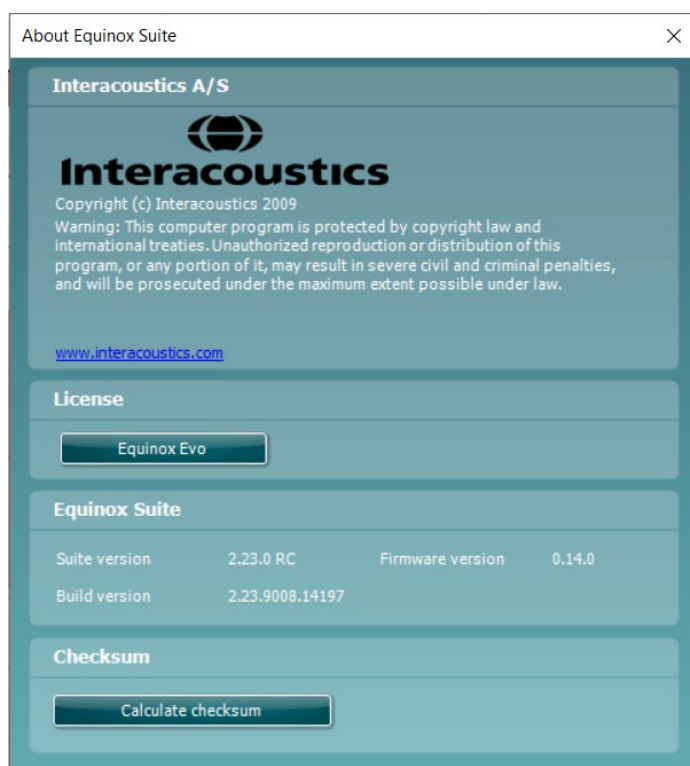 About Equinox Suite
Interacoustics A/S
Interacoustics
Copyright (c) Interacoustics 2009
Warning: This computer program is protected by copyright law and
international treaties. Unauthorized reproduction or distribution of this
program, or any portion of it, may result in severe civil and criminal penalties,
and will be prosecuted under the maximum extent possible under law.
www.interacoustics.com
License
Equinox Evo
Equinox Suite
Suite version 2.23.0 RC Firmware version 0.14.0
Build version 2.23.9008.14197
Checksum
Calculate checksum